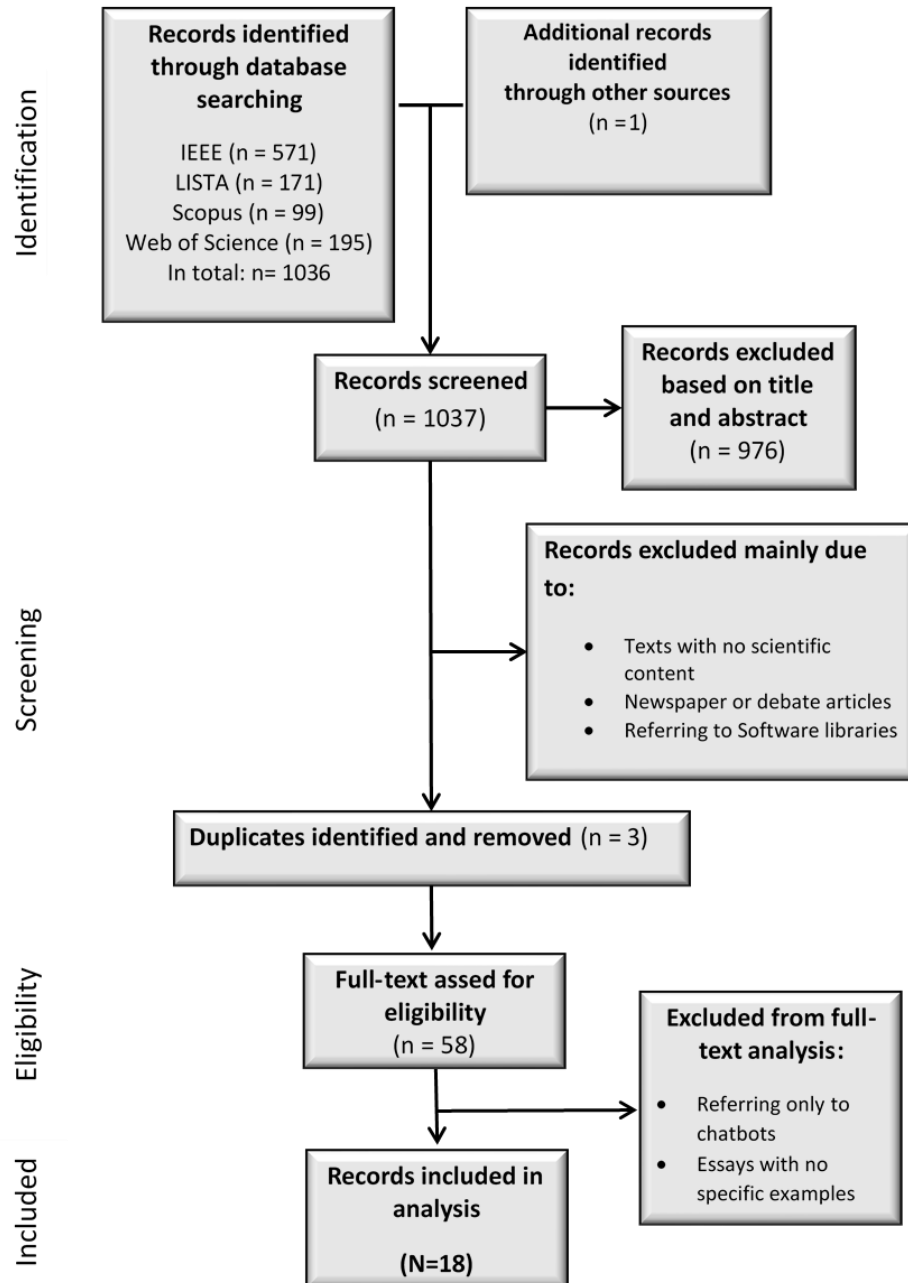 Identification
Records identified
through database
searching
IEEE (n = 571)
LISTA (n = 171)
Scopus (n = 99)
Web of Science (n = 195)
In total: n= 1036
Additional records
identified
through other sources
(n =1)
Records screened
(n = 1037)
Records excluded
based on title
and abstract
(n = 976)
Screening
Records excluded mainly due
to:
• Texts with no scientific
content
• Newspaper or debate articles
• Referring to Software libraries
Duplicates identified and removed (n = 3)
Eligibility
Full-text assed for
eligibility
(n = 58)
Excluded from full-
text analysis:
• Referring only to
chatbots
• Essays with no
specific examples
Included
Records included in
analysis
(N=18)